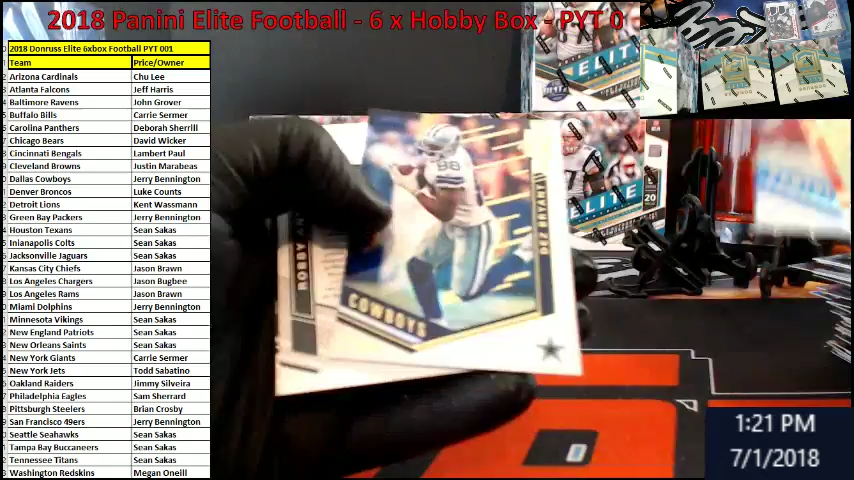 2018 Panini Elite Football - 6 x Hobby Box - PYT 0
2018 Donruss Elite 6xbox Football PYT 001
Team Price/Owner
Arizona Cardinals Chu Lee
Atlanta Falcons Jeff Harris
Baltimore Ravens John Grover
Buffalo Bills Carrie Sermer
Carolina Panthers Deborah Sherrill
Chicago Bears David Wicker
Cincinnati Bengals Lambert Paul
Cleveland Browns Justin Marabeas
Dallas Cowboys Jerry Bennington
Denver Broncos Luke Counts
Detroit Lions Kent Wassmann
Green Bay Packers Jerry Bennington
Houston Texans Sean Sakas
Inianapolis Colts Sean Sakas
Jacksonville Jaguars Sean Sakas
Kansas City Chiefs Jason Brawn
Los Angeles Chargers Jason Bugbee
Los Angeles Rams Jason Brawn
Miami Dolphins Jerry Bennington
Minnesota Vikings Sean Sakas
New England Patriots Sean Sakas
New Orleans Saints Sean Sakas
New York Giants Carrie Sermer
New York Jets Todd Sabatino
Oakland Raiders Jimmy Silveira
Philadelphia Eagles Sam Sherrard
Pittsburgh Steelers Brian Crosby
San Francisco 49ers Jerry Bennington
Seattle Seahawks Sean Sakas
Tampa Bay Buccaneers Sean Sakas
Tennessee Titans Sean Sakas
Washington Redskins Megan Oneill
ELITE
ELITE
20
88
DEZ BRYANT
COWBOYS
ROBBY
1:21 PM
7/1/2018